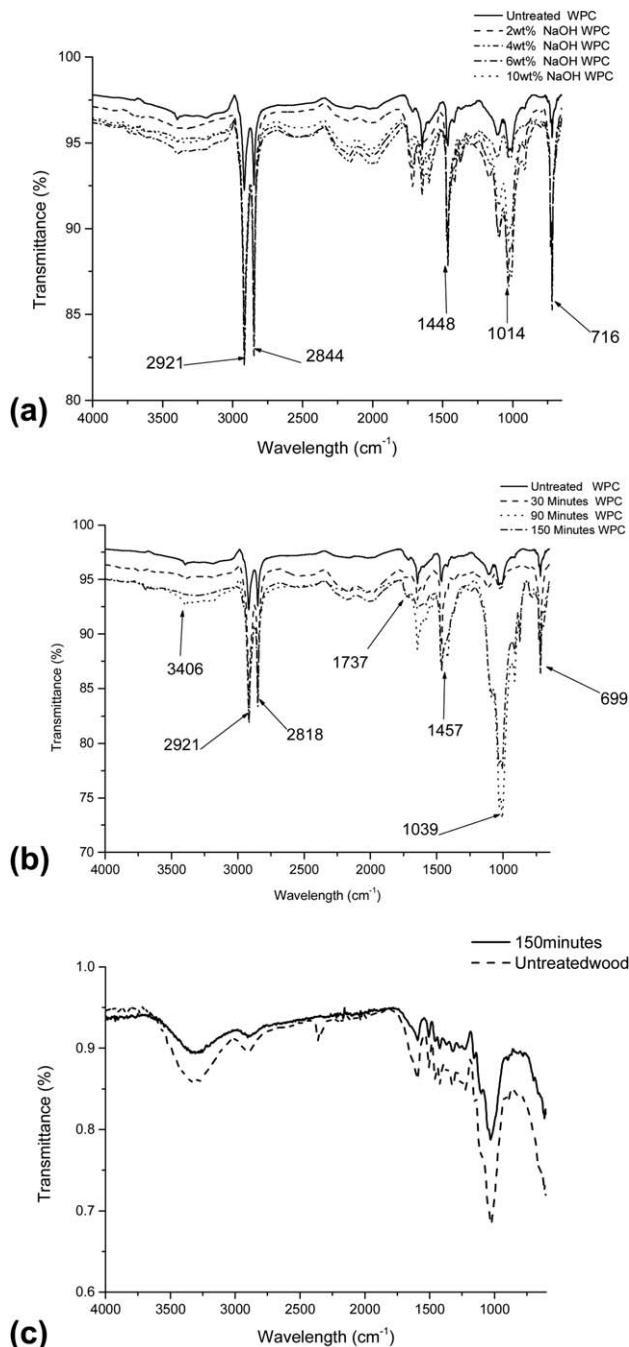 Untreated WPC
2wt% NaOH WPC
4wt% NaOH WPC
6wt% NaOH WPC
10wt% NaOH WPC
100
95
90
85
80
Transmittance (%)
2921
2844
1448
1014
716
4000 3500 3000 2500 2000 1500 1000
Wavelength (cm⁻¹)
(a)
Untreated WPC
30 Minutes WPC
90 Minutes WPC
150 Minutes WPC
100
95
90
85
80
75
70
Transmittance (%)
3406
2921
2818
1737
1457
1039
699
4000 3500 3000 2500 2000 1500 1000
Wavelength (cm⁻¹)
(b)
150minutes
Untreatedwood
1.0
0.9
0.8
0.7
0.6
Transmittance (%)
4000 3500 3000 2500 2000 1500 1000
Wavelength (cm⁻¹)
(c)